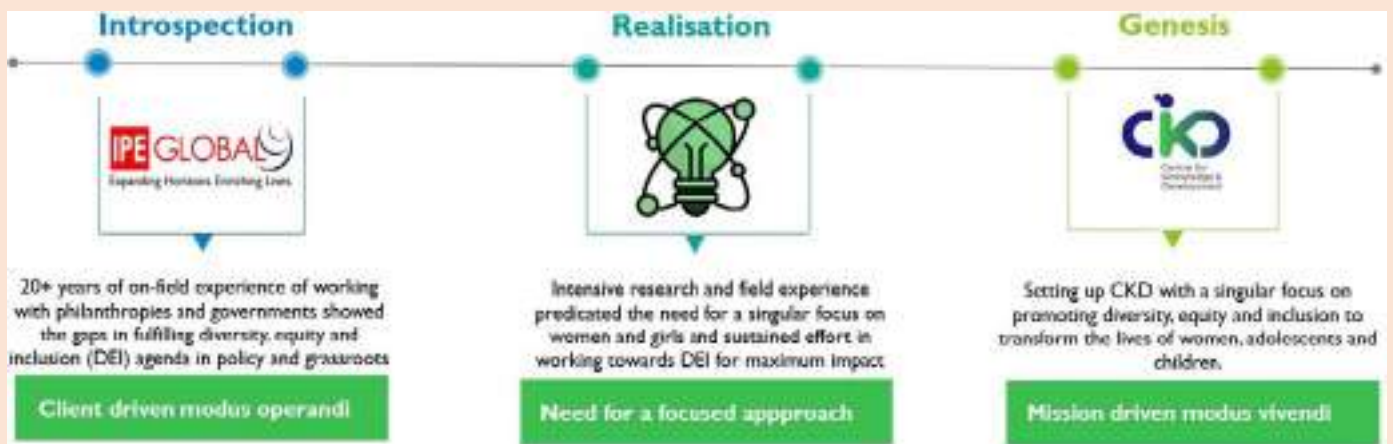 Introspection
IPE GLOBAL
Expanding Horizons. Enriching Lives.
20+ years of on-field experience of working
with philanthropies and governments showed
the gaps in fulfilling diversity, equity and
inclusion (DEI) agenda in policy and grassroots
Client driven modus operandi
Realisation
Intensive research and field experience
predicated the need for a singular focus on
women and girls and sustained effort in
working towards DEI for maximum impact
Need for a focused appproach
Genesis
CKD
Centre for
Knowledge &
Development
Setting up CKD with a singular focus on
promoting diversity, equity and inclusion to
transform the lives of women, adolescents and
children.
Mission driven modus vivendi